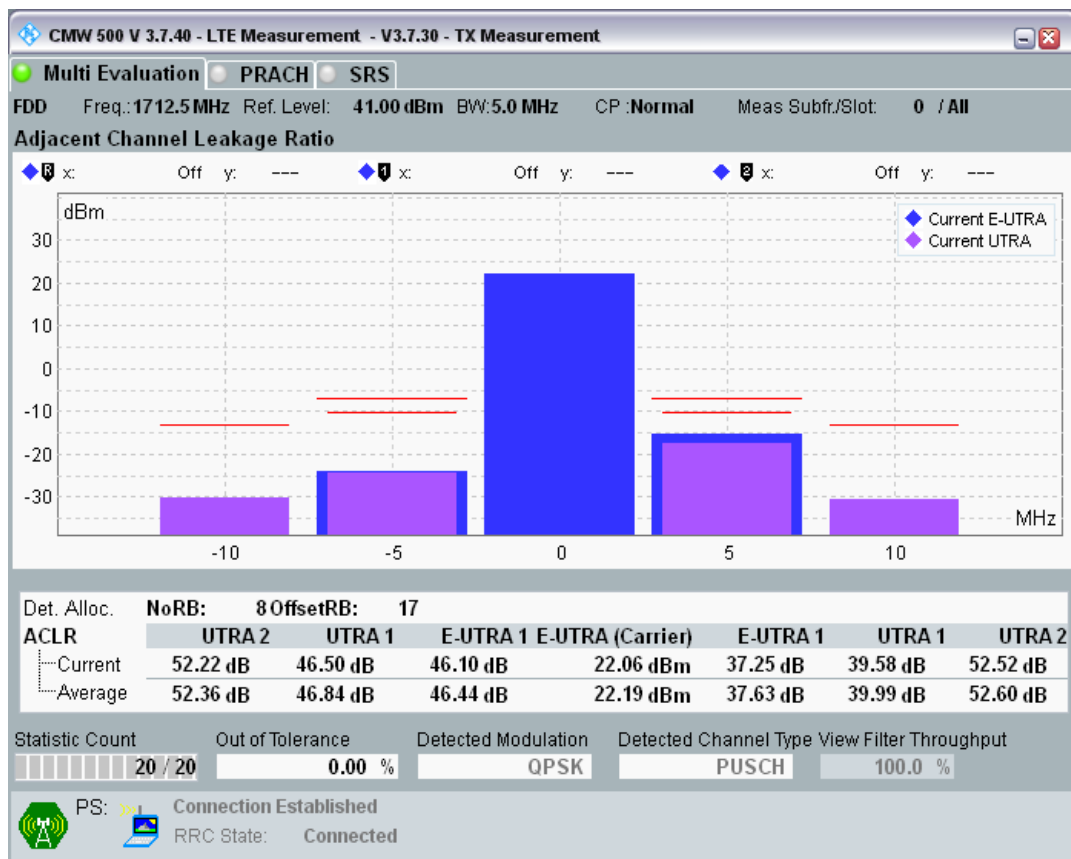 CMW 500 V 3.7.40 - LTE Measurement - V3.7.30 - TX Measurement
Multi Evaluation PRACH SRS
FDD Freq.: 1712.5 MHz Ref. Level: 41.00 dBm BW: 5.0 MHz CP : Normal Meas Subfr./Slot: 0 / All
Adjacent Channel Leakage Ratio
R x: Off y: --- 1 x: Off y: --- 2 x: Off y: ---
dBm
Current E-UTRA
Current UTRA
30
20
10
0
-10
-20
-30
MHz
-10 -5 0 5 10
Det. Alloc. NoRB: 8 OffsetRB: 17
ACLR UTRA 2 UTRA 1 E-UTRA 1 E-UTRA (Carrier) E-UTRA 1 UTRA 1 UTRA 2
Current 52.22 dB 46.50 dB 46.10 dB 22.06 dBm 37.25 dB 39.58 dB 52.52 dB
Average 52.36 dB 46.84 dB 46.44 dB 22.19 dBm 37.63 dB 39.99 dB 52.60 dB
Statistic Count Out of Tolerance Detected Modulation Detected Channel Type View Filter Throughput
20 / 20 0.00 % QPSK PUSCH 100.0 %
PS: Connection Established
RRC State: Connected